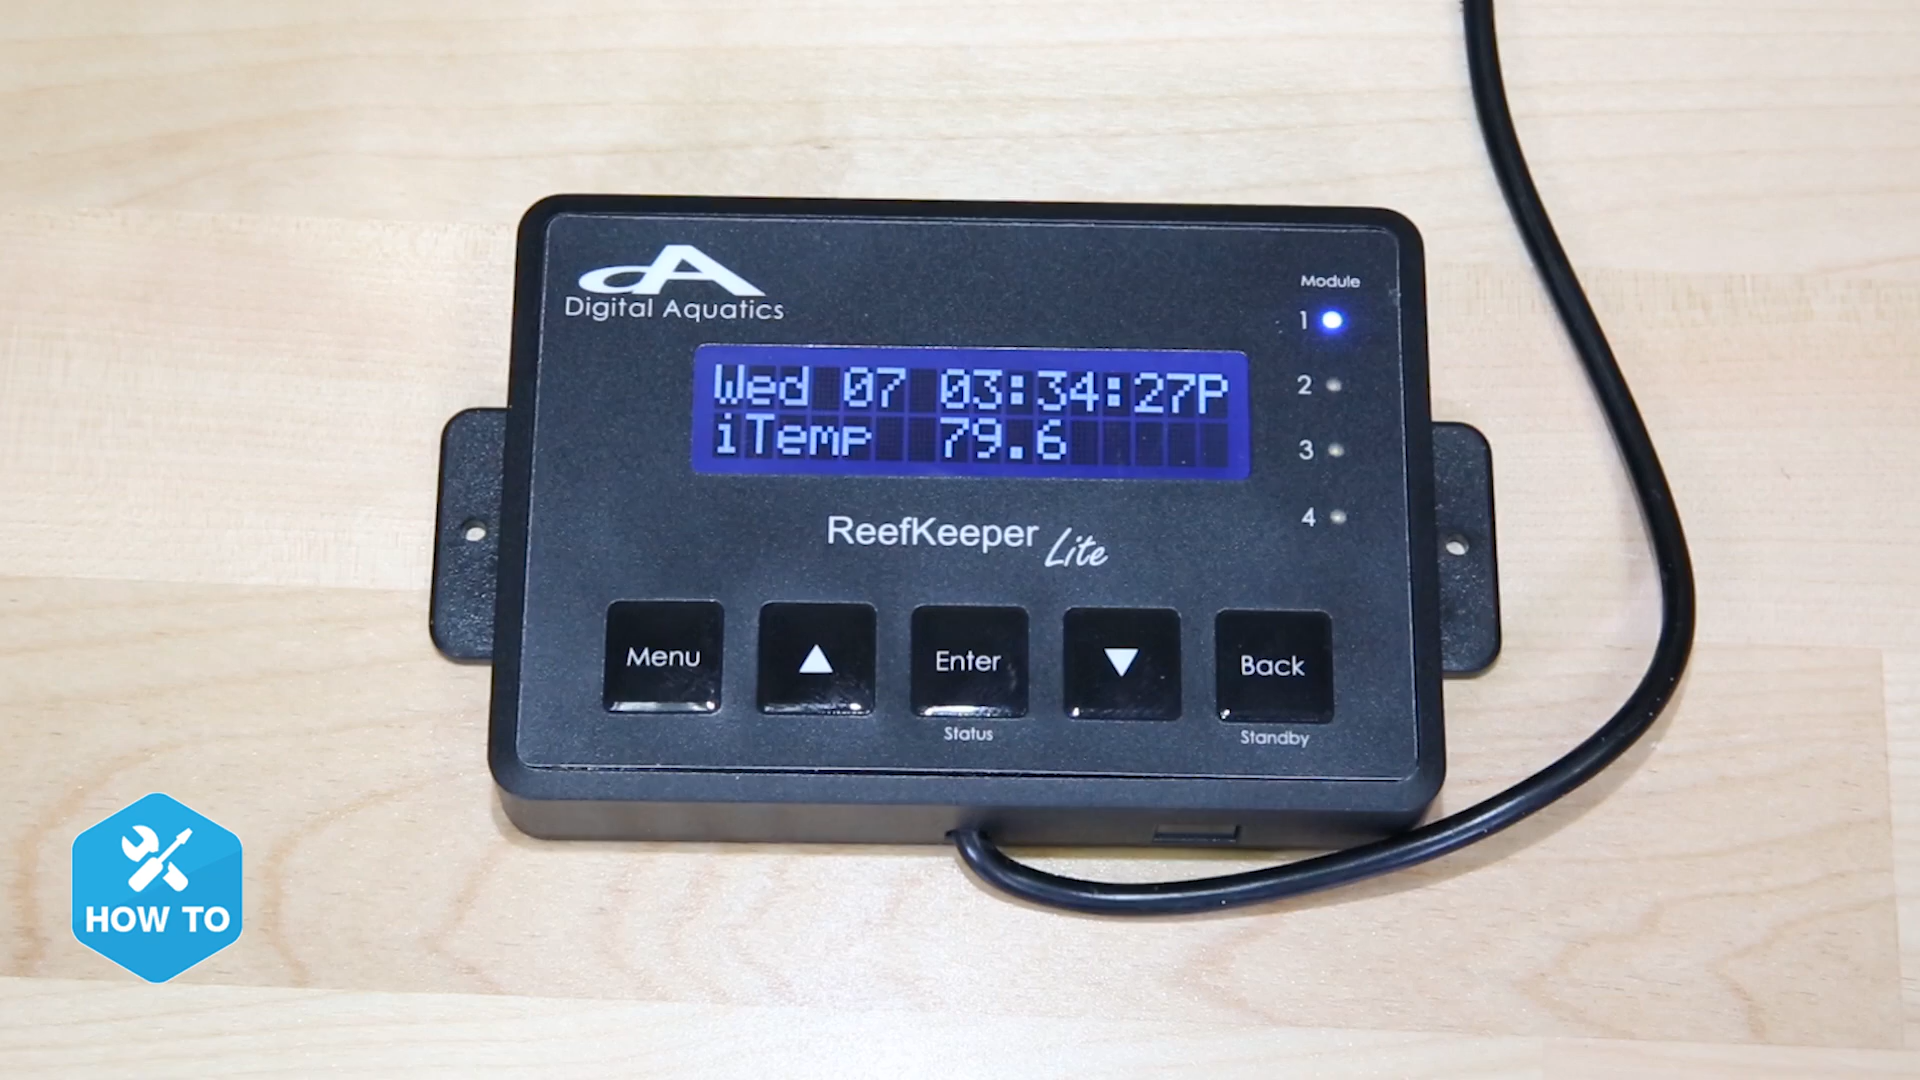 Digital Aquatics
Module
1
Wed 07 03:34:27P
iTemp 79.6
2
3
4
ReefKeeper Lite
Menu
▲
Enter
▼
Back
Status
Standby
HOW TO